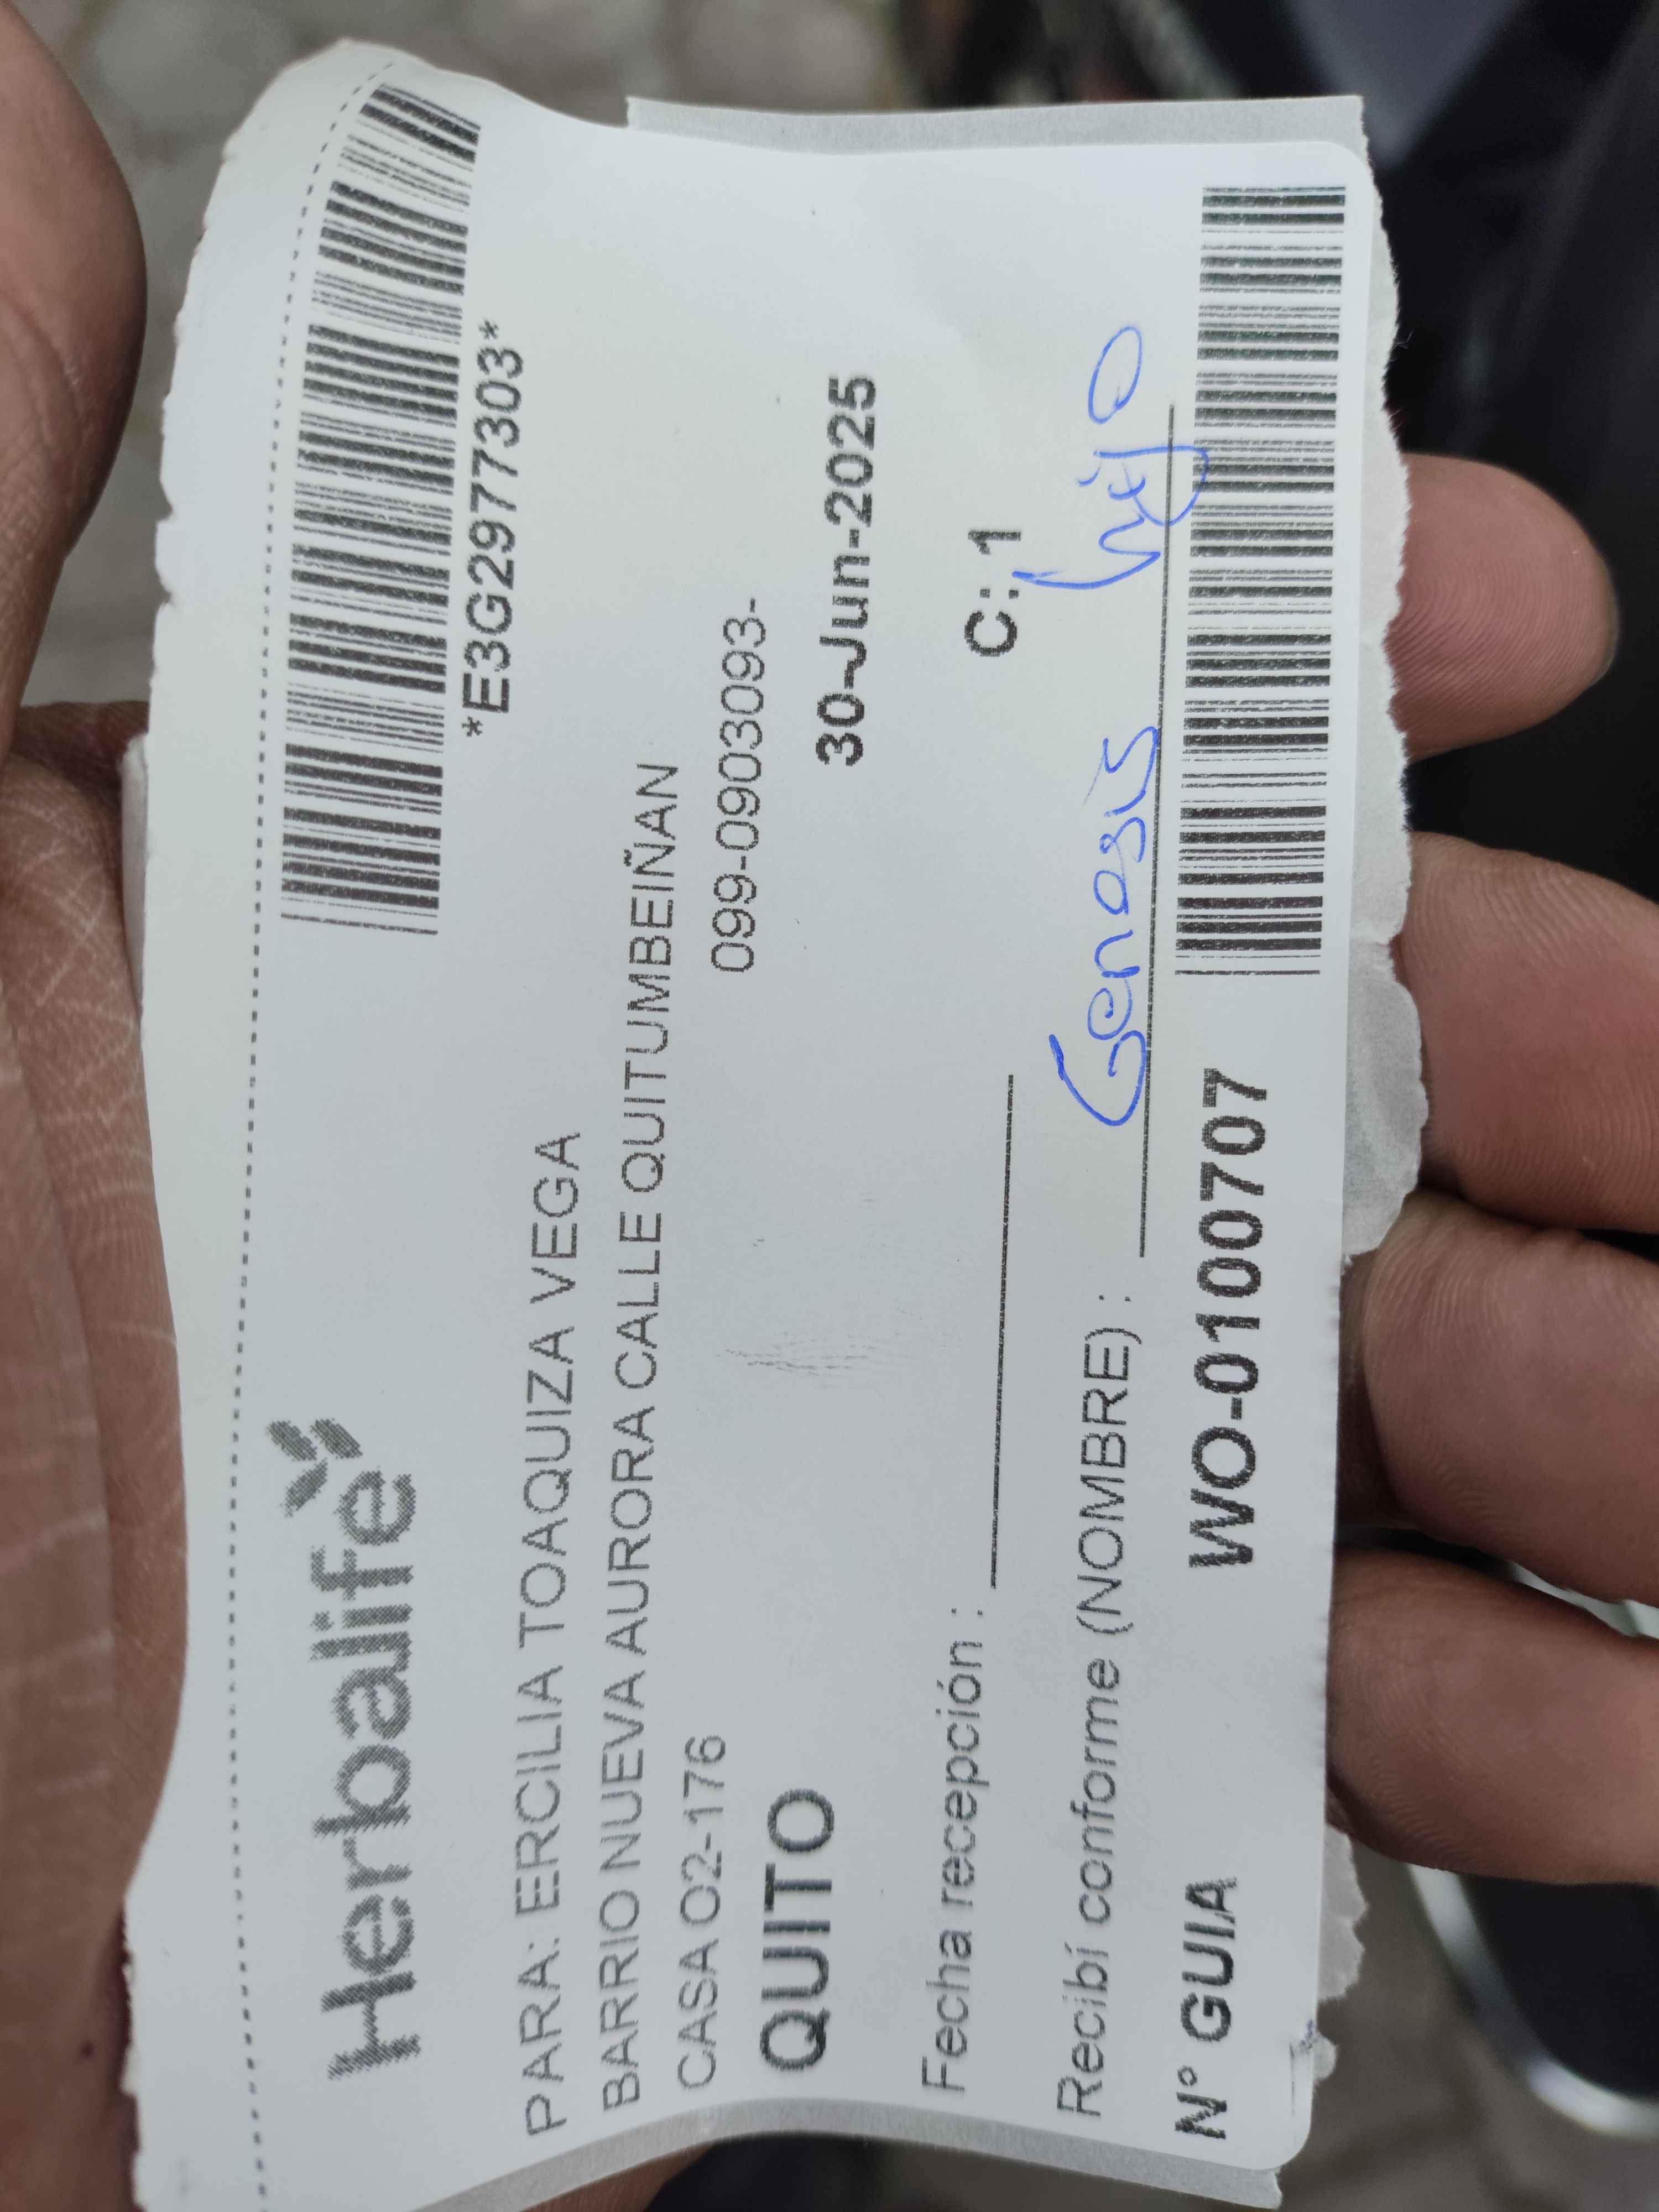 Herbalife
*E3G2977303*
PARA: ERCILIA TOAQUIZA VEGA
BARRIO NUEVA AURORA CALLE QUITUMBEIÑAN
CASA O2-176
099-0903093-
QUITO
30-Jun-2025
Fecha recepción :
C: 1
Recibí conforme (NOMBRE) : Genesis
N° GUIA WO-0100707